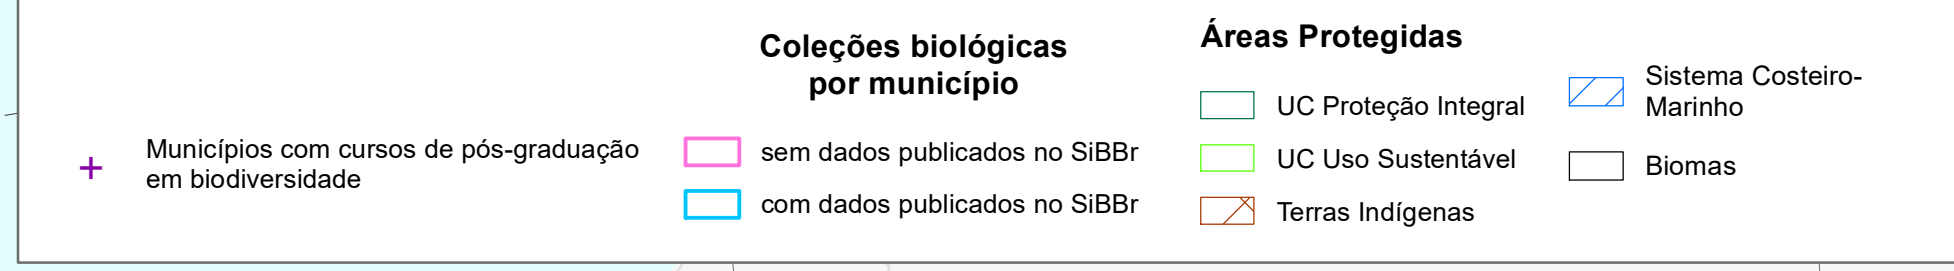 Municípios com cursos de pós-graduação
em biodiversidade
Coleções biológicas
por município
sem dados publicados no SiBBr
com dados publicados no SiBBr
Áreas Protegidas
UC Proteção Integral
UC Uso Sustentável
Terras Indígenas
Sistema Costeiro-
Marinho
Biomas